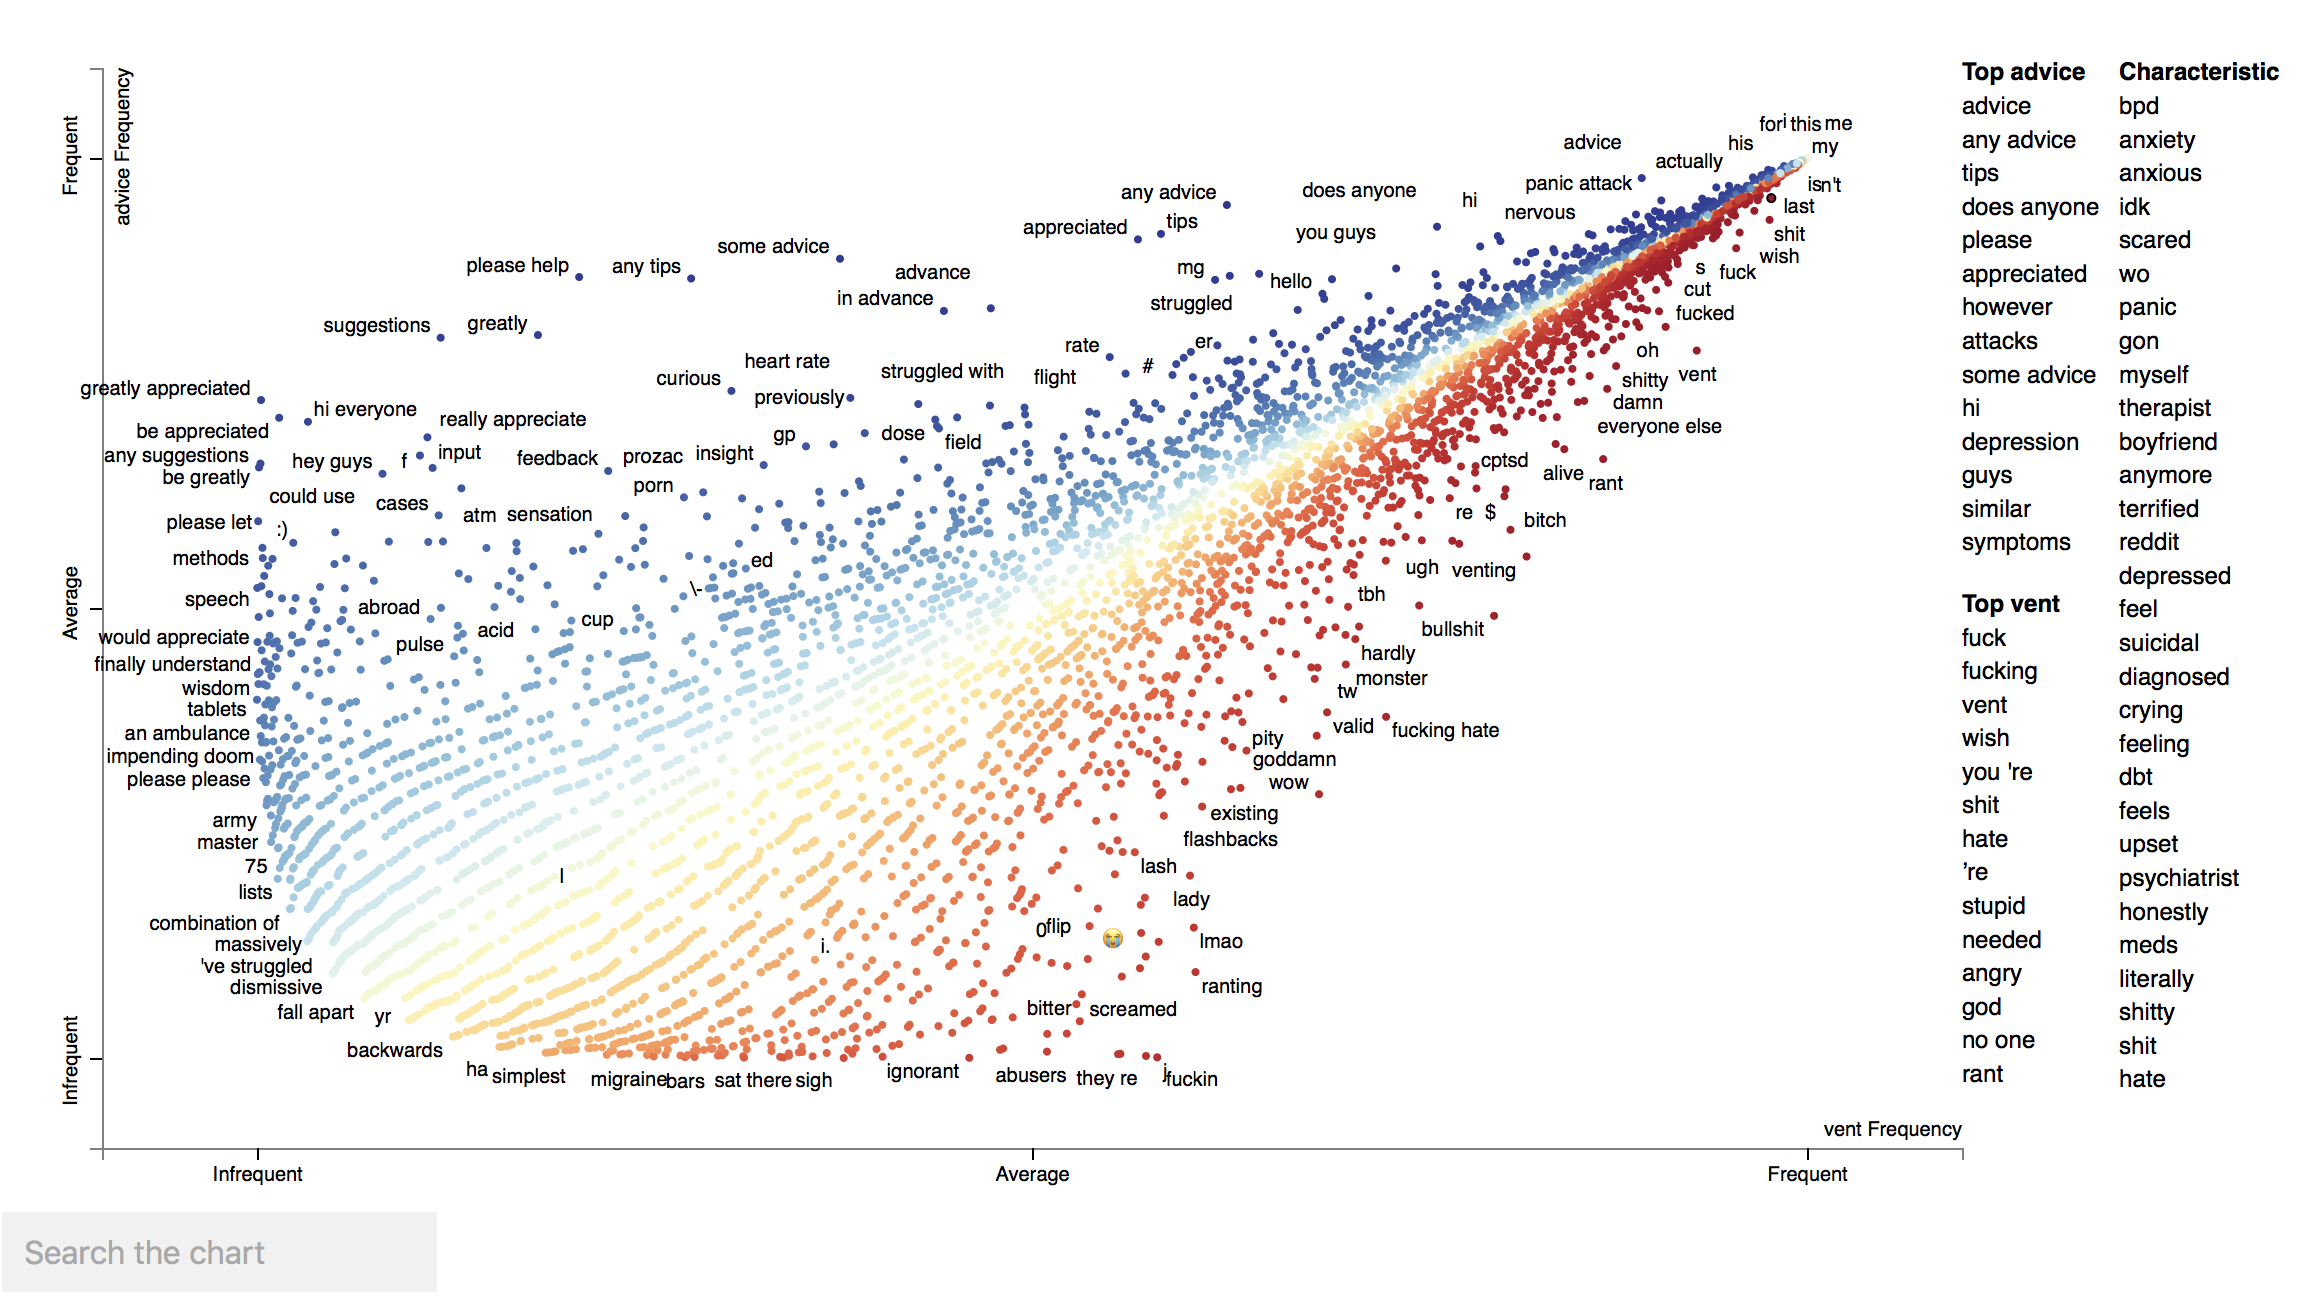 Frequent
advice Frequency
Average
Infrequent
for i this me
his
my
advice
actually
panic attack
isn't
last
does anyone
hi
nervous
any advice
tips
appreciated
you guys
shit
wish
some advice
please help
any tips
advance
in advance
mg
hello
struggled
s
fuck
cut
fucked
suggestions
greatly
rate
er
#
oh
heart rate
curious
struggled with
flight
shitty
vent
greatly appreciated
previously
damn
hi everyone
really appreciate
everyone else
be appreciated
gp
dose
field
any suggestions
hey guys
f
input
feedback
prozac
insight
cptsd
alive
rant
be greatly
could use
cases
porn
atm
sensation
re
$
bitch
please let
:)
methods
ed
ugh
venting
\-
tbh
speech
abroad
cup
acid
bullshit
would appreciate
pulse
hardly
finally understand
monster
wisdom
tw
tablets
valid
fucking hate
an ambulance
pity
impending doom
goddamn
please please
wow
army
existing
master
flashbacks
75
l
lash
lists
lady
combination of
0
flip
😭
massively
i.
lmao
've struggled
dismissive
ranting
fall apart
yr
bitter
screamed
backwards
ha
simplest
migraine
bars
sat there
sigh
ignorant
abusers
they re
j
fuckin
vent Frequency
Infrequent
Average
Frequent
Top advice
advice
any advice
tips
does anyone
please
appreciated
however
attacks
some advice
hi
depression
guys
similar
symptoms
Top vent
fuck
fucking
vent
wish
you 're
shit
hate
’re
stupid
needed
angry
god
no one
rant
Characteristic
bpd
anxiety
anxious
idk
scared
wo
panic
gon
myself
therapist
boyfriend
anymore
terrified
reddit
depressed
feel
suicidal
diagnosed
crying
feeling
dbt
feels
upset
psychiatrist
honestly
meds
literally
shitty
shit
hate
Search the chart